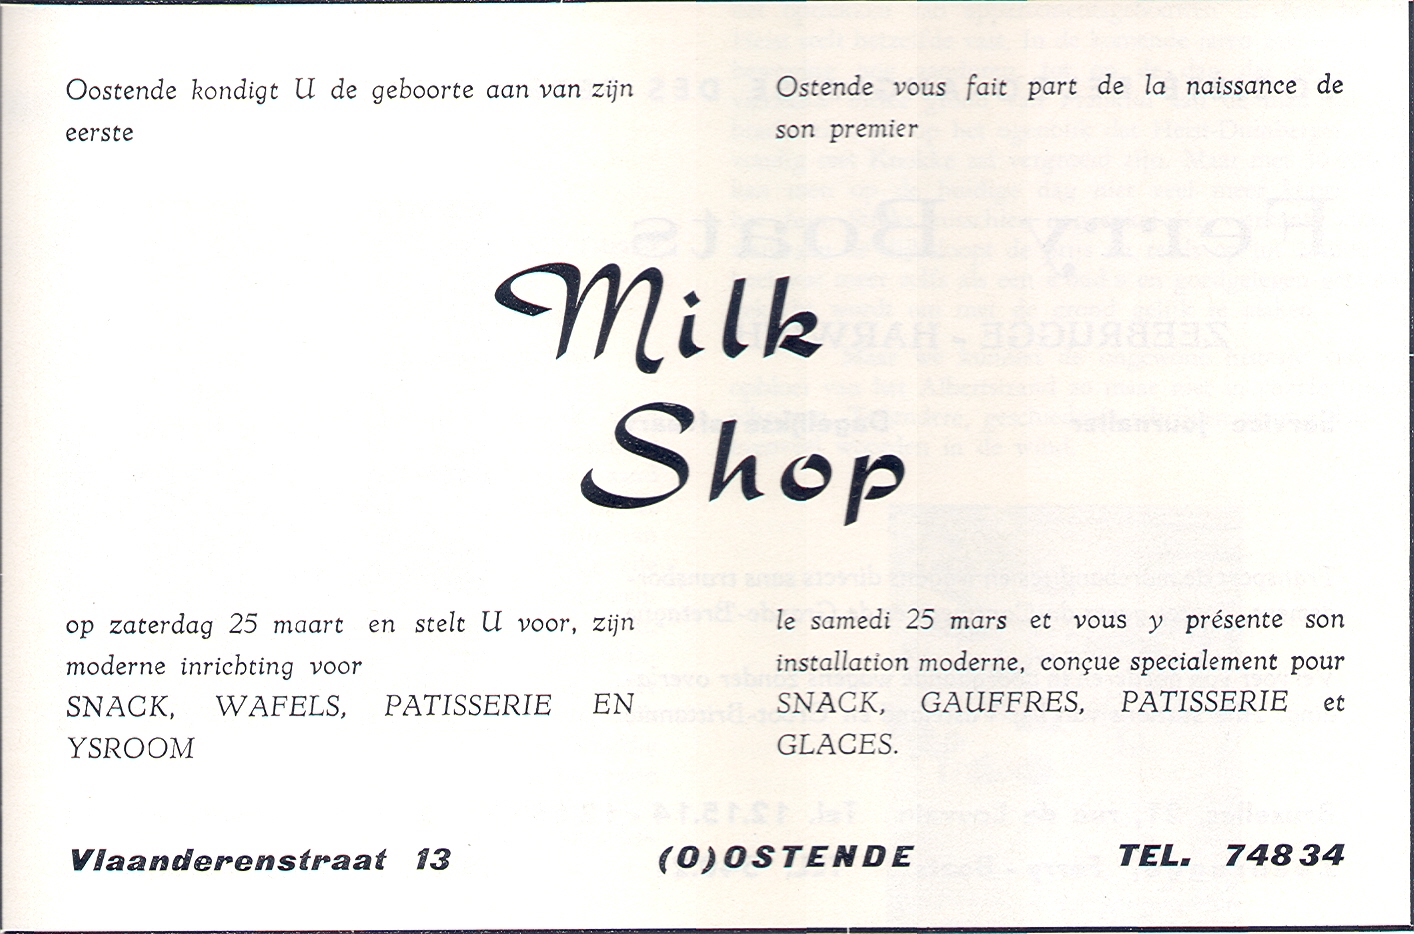 Oostende kondigt U de geboorte aan van zijn
eerste
Ostende vous fait part de la naissance de
son premier
Milk
Shop
op zaterdag 25 maart en stelt U voor, zijn
moderne inrichting voor
SNACK, WAFELS, PATISSERIE EN
YSROOM
le samedi 25 mars et vous y présente son
installation moderne, conçue specialement pour
SNACK, GAUFFRES, PATISSERIE et
GLACES.
Vlaanderenstraat 13 (O)OSTENDE TEL. 74834